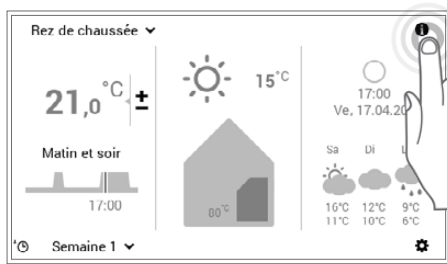 Rez de chaussée
21,0 °C ±
15°C
17:00
Ve, 17.04.20
Matin et soir
17:00
80°C
Sa Di L
16°C 12°C 9°C
11°C 10°C 6°C
Semaine 1